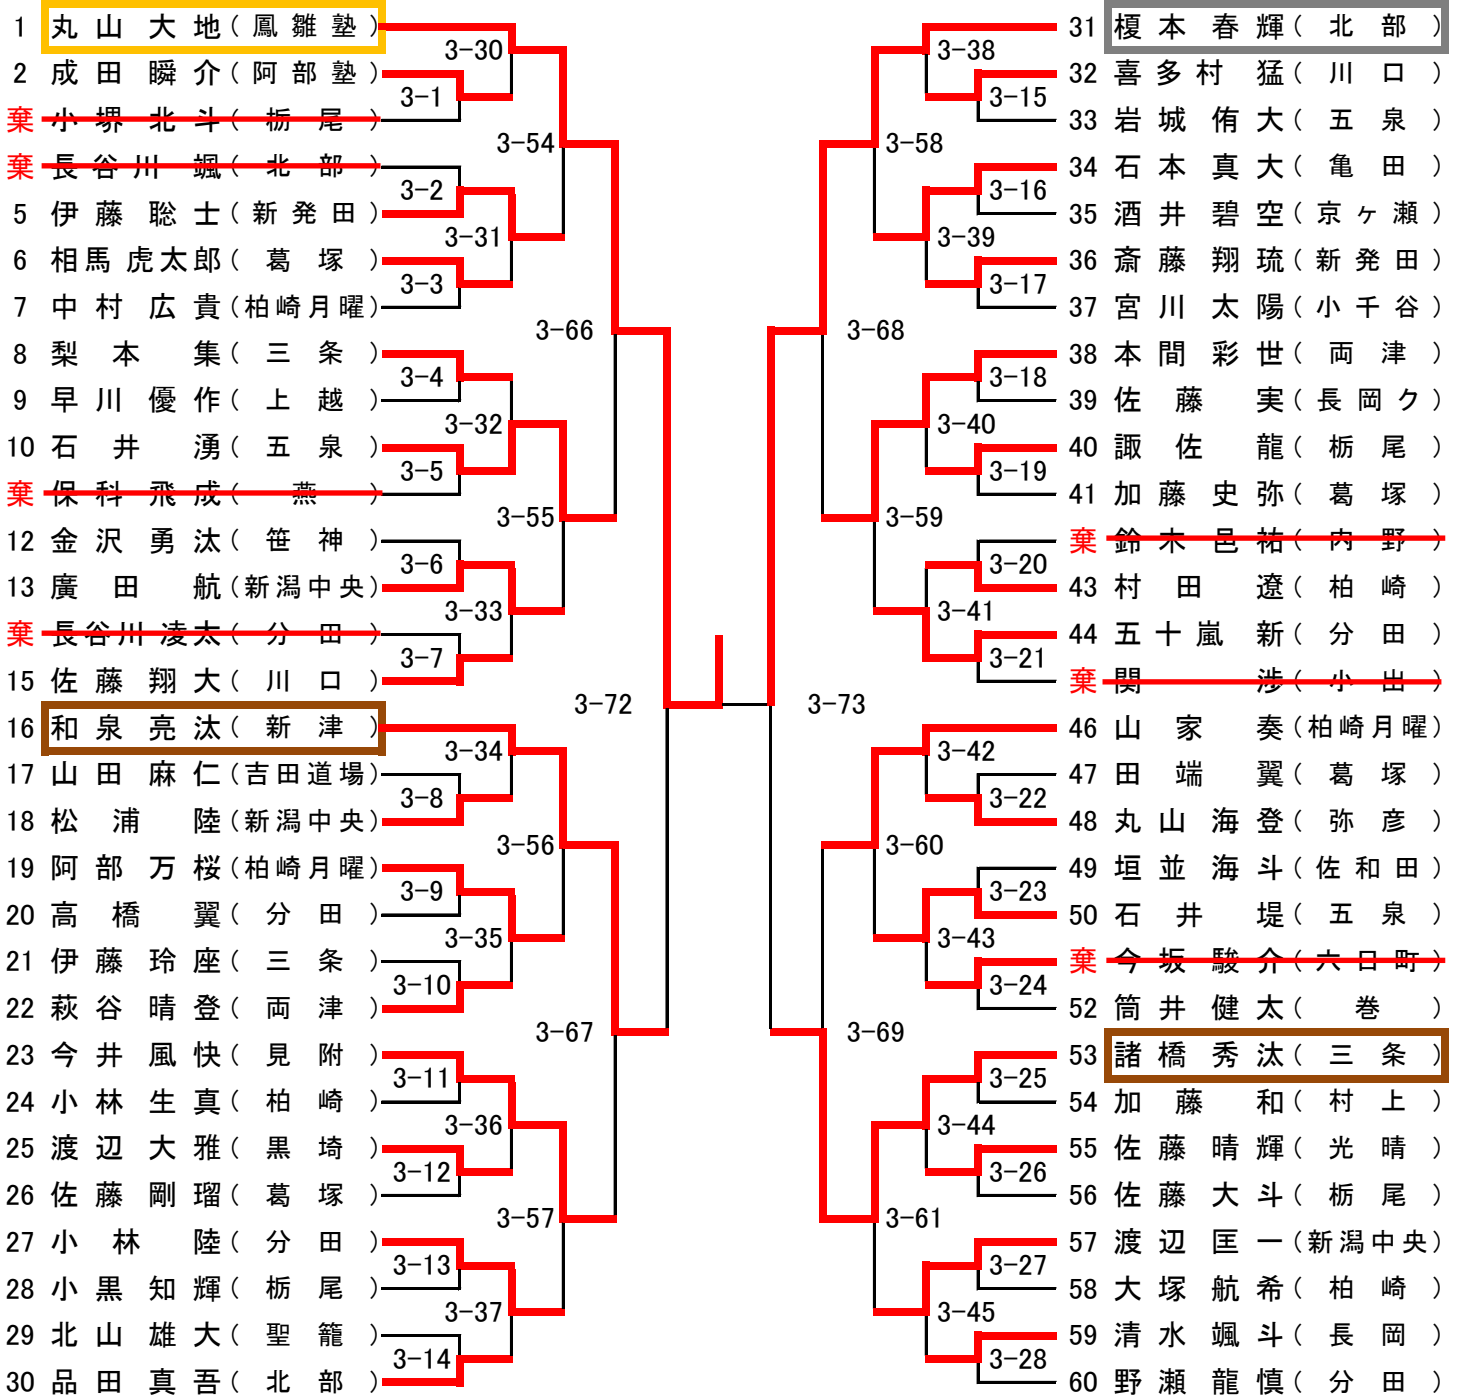 1 丸山大地(鳳雛塾)
3-30
2 成田瞬介(阿部塾)
3-1
棄 小堺北斗(栃尾)
3-54
棄 長谷川颯(北部)
3-2
5 伊藤聡士(新発田)
3-31
6 相馬虎太郎(葛塚)
3-3
7 中村広貴(柏崎月曜)
3-66
8 梨本集(三条)
3-4
9 早川優作(上越)
3-32
10 石井湧(五泉)
3-5
棄 保科飛成(燕)
3-55
12 金沢勇汰(笹神)
3-6
13 廣田航(新潟中央)
3-33
棄 長谷川凌太(分田)
3-7
15 佐藤翔大(川口)
3-72
16 和泉亮汰(新津)
3-34
17 山田麻仁(吉田道場)
3-8
18 松浦陸(新潟中央)
3-56
19 阿部万桜(柏崎月曜)
3-9
20 高橋翼(分田)
3-35
21 伊藤玲座(三条)
3-10
22 萩谷晴登(両津)
3-67
23 今井風快(見附)
3-11
24 小林生真(柏崎)
3-36
25 渡辺大雅(黒埼)
3-12
26 佐藤剛瑠(葛塚)
3-57
27 小林陸(分田)
3-13
28 小黒知輝(栃尾)
3-37
29 北山雄大(聖籠)
3-14
30 品田真吾(北部)
31 榎本春輝(北部)
3-38
32 喜多村猛(川口)
3-15
33 岩城侑大(五泉)
3-58
34 石本真大(亀田)
3-16
35 酒井碧空(京ヶ瀬)
3-39
36 斎藤翔琉(新発田)
3-17
37 宮川太陽(小千谷)
3-68
38 本間彩世(両津)
3-18
39 佐藤実(長岡ク)
3-40
40 諏佐龍(栃尾)
3-19
41 加藤史弥(葛塚)
3-59
棄 鈴木邑祐(内野)
3-20
43 村田遼(柏崎)
3-41
44 五十嵐新(分田)
3-21
棄 関渉(小出)
3-73
46 山家奏(柏崎月曜)
3-42
47 田端翼(葛塚)
3-22
48 丸山海登(弥彦)
3-60
49 垣並海斗(佐和田)
3-23
50 石井堤(五泉)
3-43
棄 今坂駿介(六日町)
3-24
52 筒井健太(巻)
3-69
53 諸橋秀汰(三条)
3-25
54 加藤和(村上)
3-44
55 佐藤晴輝(光晴)
3-26
56 佐藤大斗(栃尾)
3-61
57 渡辺匡一(新潟中央)
3-27
58 大塚航希(柏崎)
3-45
59 清水颯斗(長岡)
3-28
60 野瀬龍慎(分田)